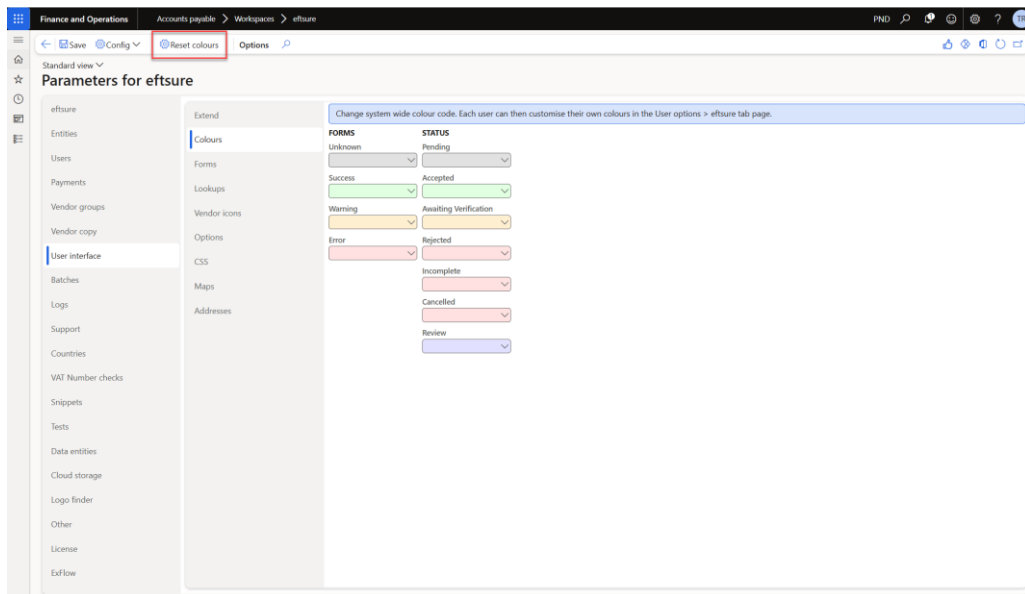 Finance and Operations Accounts payable > Workspaces > eftsure PND ? TR
Save Config Reset colours Options
Standard view
Parameters for eftsure
eftsure
Entities
Users
Payments
Vendor groups
Vendor copy
User interface
Batches
Logs
Support
Countries
VAT Number checks
Snippets
Tests
Data entities
Cloud storage
Logo finder
Other
License
ExFlow
Extend
Colours
Forms
Lookups
Vendor icons
Options
CSS
Maps
Addresses
Change system wide colour code. Each user can then customise their own colours in the User options > eftsure tab page.
FORMS STATUS
Unknown Pending
Success Accepted
Warning Awaiting Verification
Error Rejected
Incomplete
Cancelled
Review